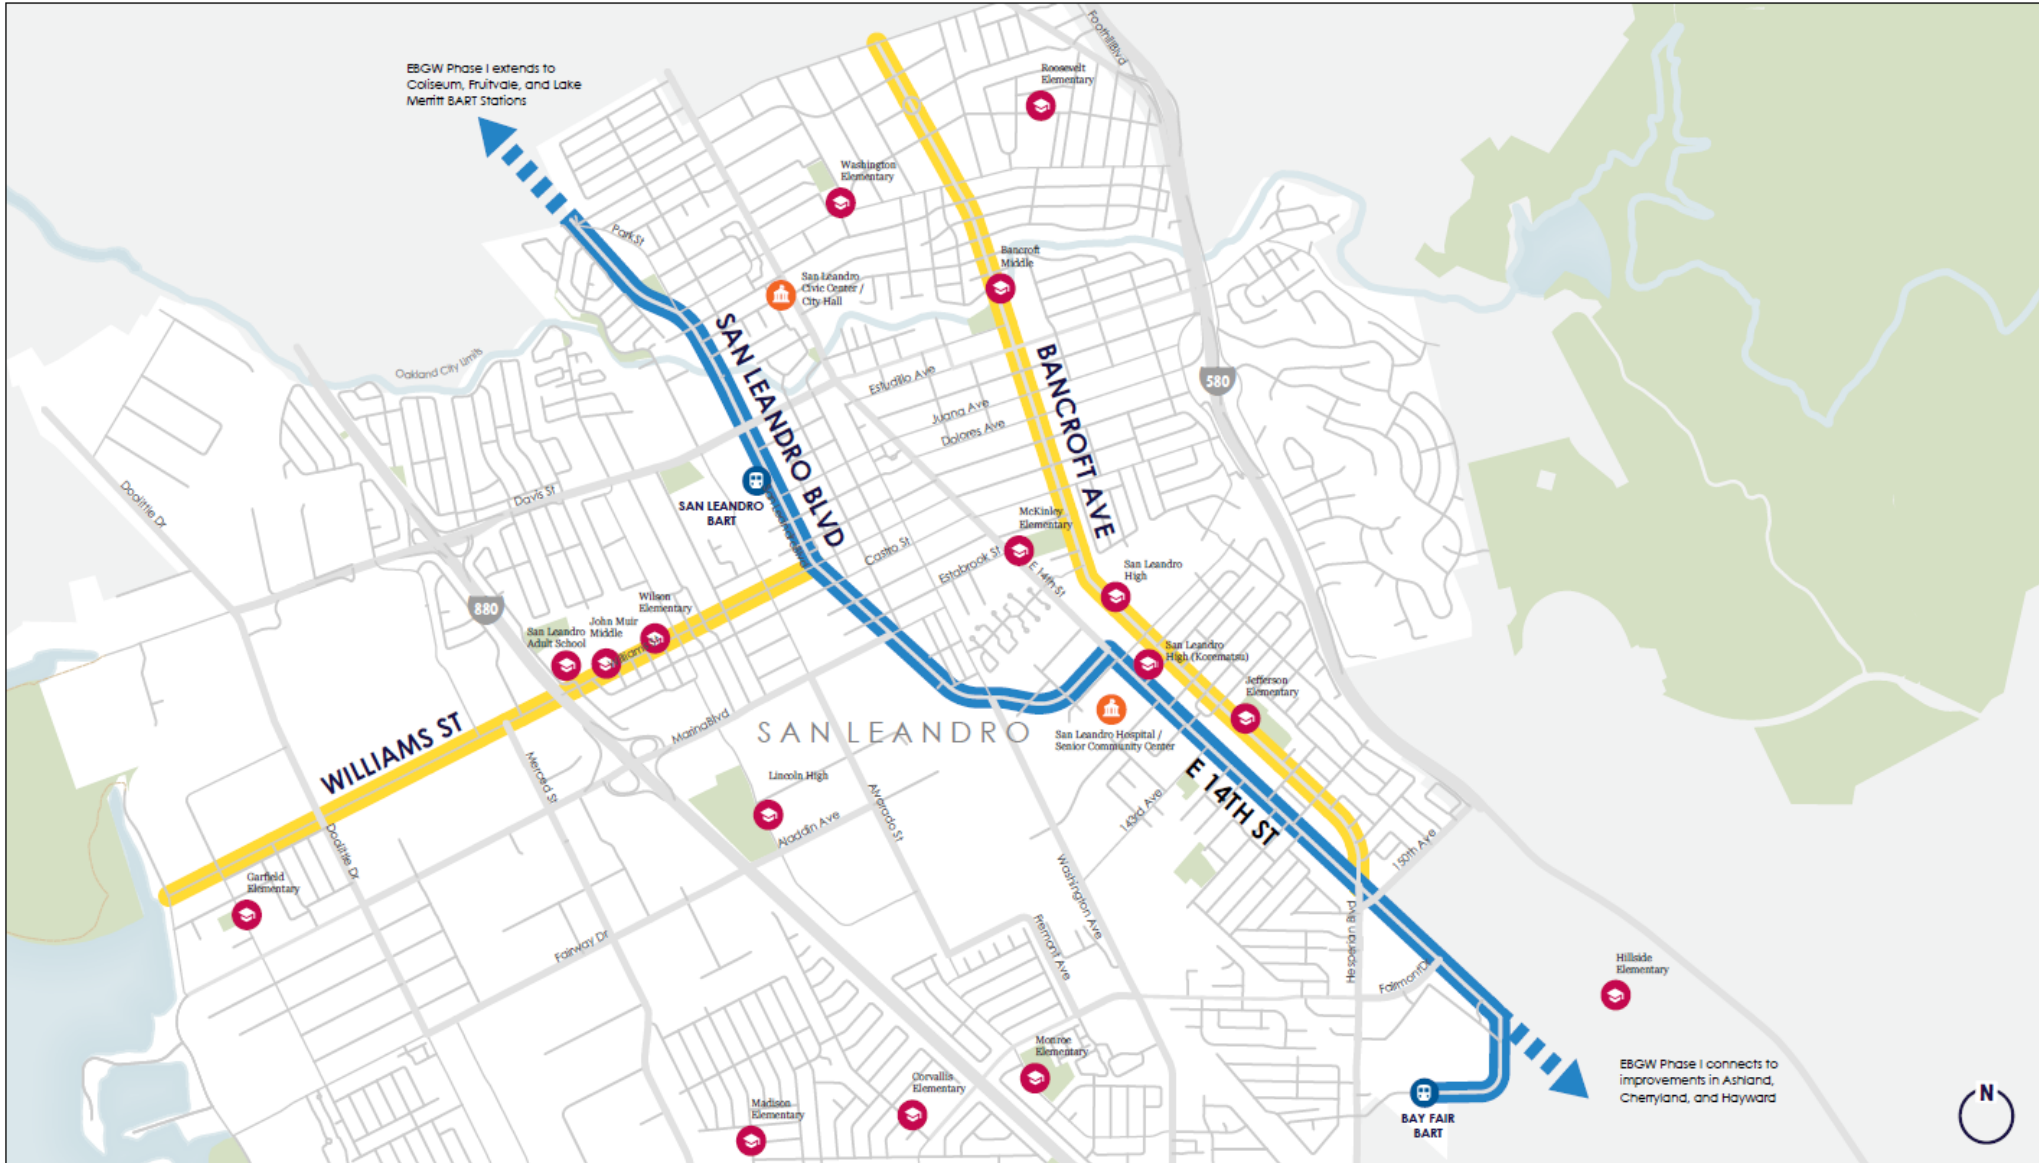 EBGW Phase I extends to
Coliseum, Fruitvale, and Lake
Merritt BART Stations
Foothill Blvd
Roosevelt
Elementary
Washington
Elementary
Park St
Bancroft
Middle
San Leandro
Civic Center /
City Hall
Oakland City Limits
SAN LEANDRO BLVD
BANCROFT AVE
Estudillo Ave
580
Juana Ave
Dolores Ave
Doolittle Dr
Davis St
SAN LEANDRO
BART
San Leandro Blvd
McKinley
Elementary
Castro St
Estabrook St
E 14th St
San Leandro
High
880
Wilson
Elementary
John Muir
Middle
San Leandro
Adult School
Williams St
San Leandro
High (Korematsu)
Jefferson
Elementary
WILLIAMS ST
Marina Blvd
SAN LEANDRO
San Leandro Hospital /
Senior Community Center
Merced St
Lincoln High
Alvarado St
Aladdin Ave
143rd Ave
E 14TH ST
150th Ave
Doolittle Dr
Garfield
Elementary
Washington Ave
Fairway Dr
Fremont Ave
Hesperian Blvd
Fairmont Dr
Hillside
Elementary
Monroe
Elementary
Corvallis
Elementary
Madison
Elementary
BAY FAIR
BART
EBGW Phase I connects to
improvements in Ashland,
Cherryland, and Hayward
N